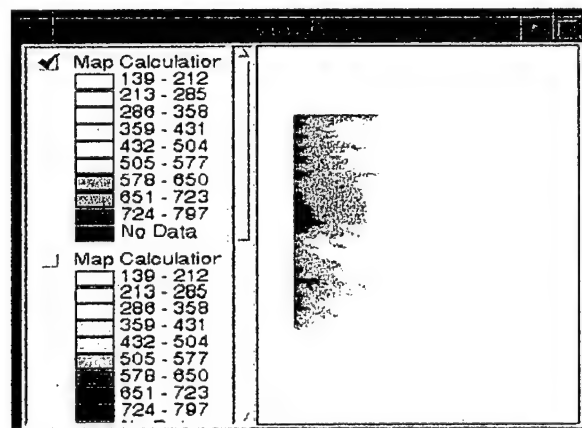 Map Calculation
139 - 212
213 - 285
286 - 358
359 - 431
432 - 504
505 - 577
578 - 650
651 - 723
724 - 797
No Data
Map Calculation
139 - 212
213 - 285
286 - 358
359 - 431
432 - 504
505 - 577
578 - 650
651 - 723
724 - 797